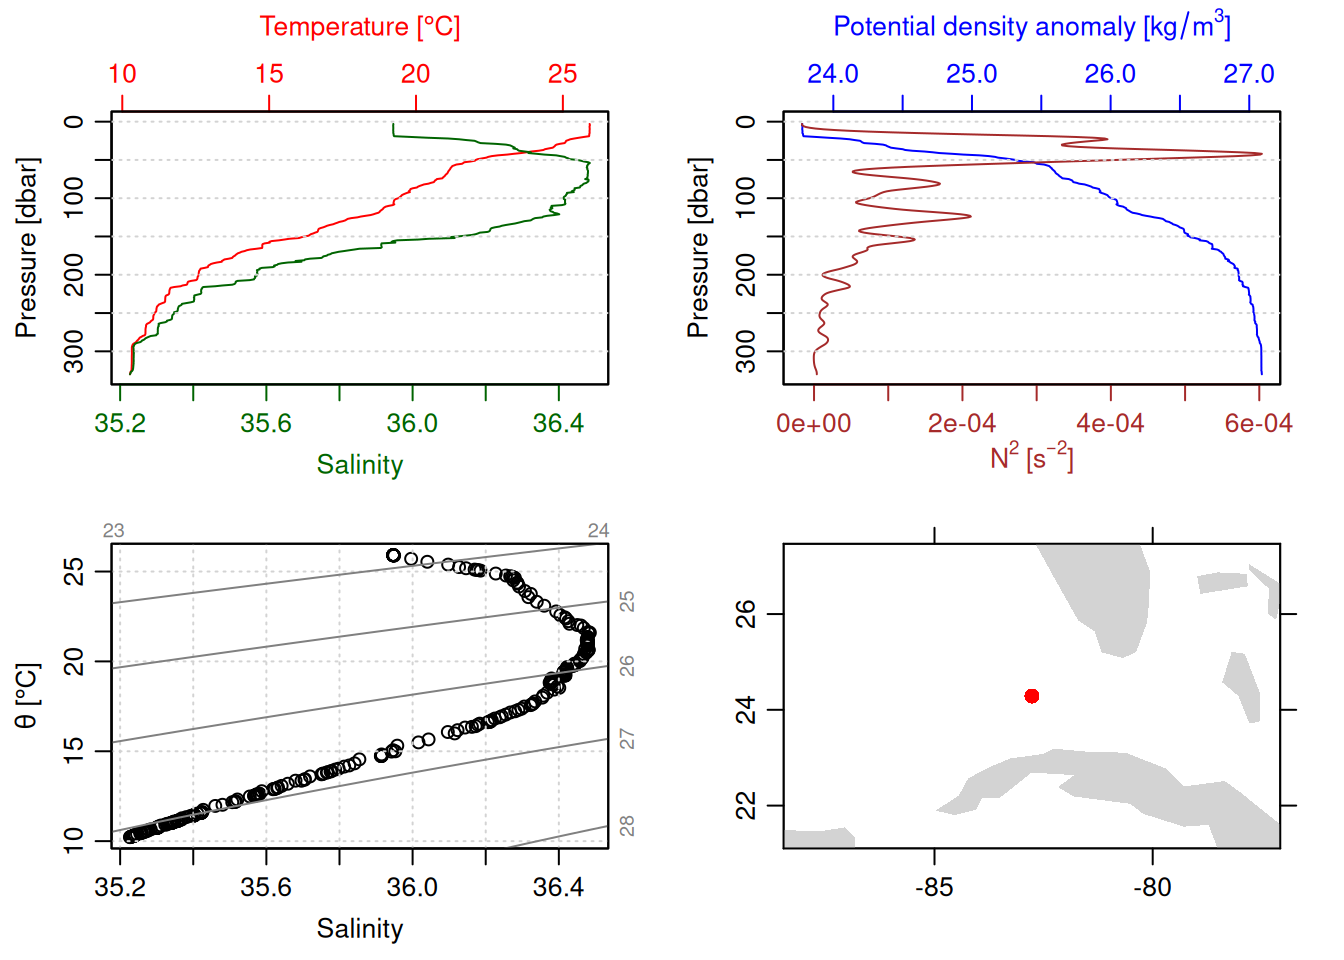 Temperature [°C]
10 15 20 25
Pressure [dbar]
0 100 200 300
35.2 35.6 36.0 36.4
Salinity
Potential density anomaly [kg/m³]
24.0 25.0 26.0 27.0
Pressure [dbar]
0 100 200 300
0e+00 2e-04 4e-04 6e-04
N² [s⁻²]
23 24
θ [°C]
10 15 20 25
25
26
27
28
35.2 35.6 36.0 36.4
Salinity
22 24 26
-85 -80